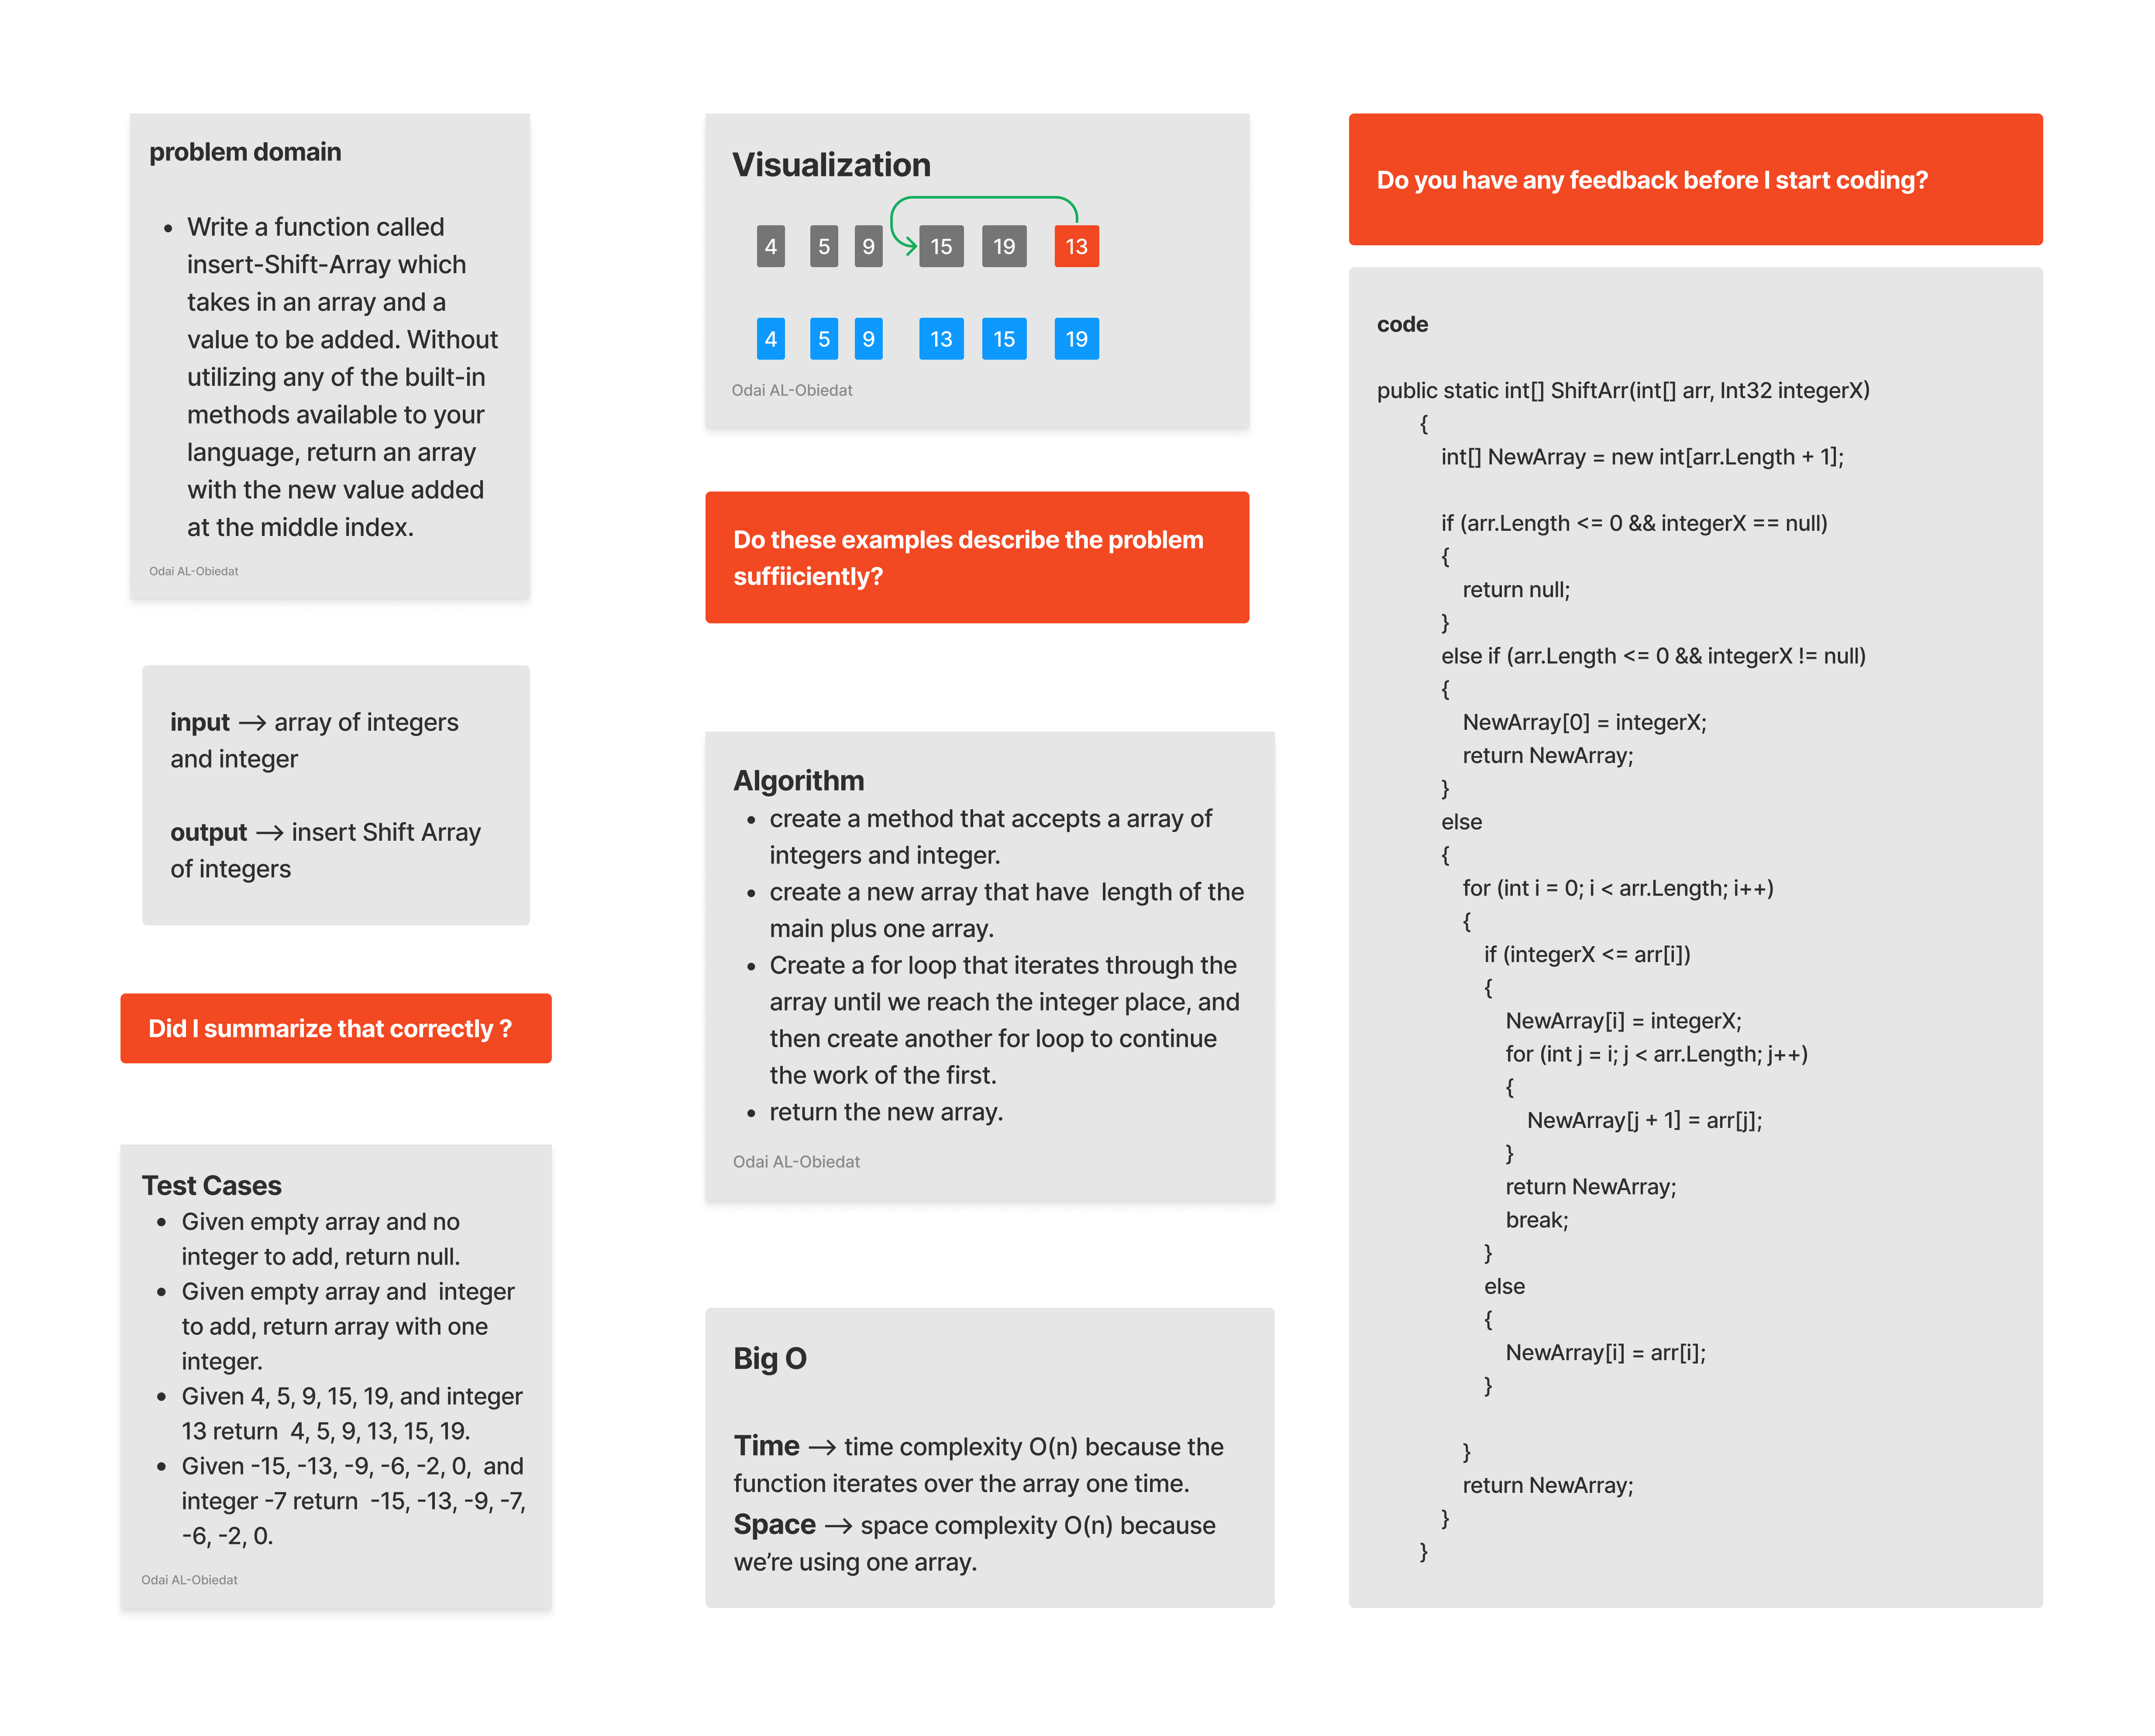 problem domain
• Write a function called
insert-Shift-Array which
takes in an array and a
value to be added. Without
utilizing any of the built-in
methods available to your
language, return an array
with the new value added
at the middle index.
Odai AL-Obiedat
input → array of integers
and integer
output → insert Shift Array
of integers
Did I summarize that correctly ?
Test Cases
• Given empty array and no
integer to add, return null.
• Given empty array and  integer
to add, return array with one
integer.
• Given 4, 5, 9, 15, 19, and integer
13 return  4, 5, 9, 13, 15, 19.
• Given -15, -13, -9, -6, -2, 0,  and
integer -7 return  -15, -13, -9, -7,
-6, -2, 0.
Odai AL-Obiedat
Visualization
4 5 9 15 19 13
4 5 9 13 15 19
Odai AL-Obiedat
Do these examples describe the problem
suffiiciently?
Algorithm
• create a method that accepts a array of
integers and integer.
• create a new array that have  length of the
main plus one array.
• Create a for loop that iterates through the
array until we reach the integer place, and
then create another for loop to continue
the work of the first.
• return the new array.
Odai AL-Obiedat
Big O
Time → time complexity O(n) because the
function iterates over the array one time.
Space → space complexity O(n) because
we’re using one array.
Do you have any feedback before I start coding?
code
public static int[] ShiftArr(int[] arr, Int32 integerX)
{
int[] NewArray = new int[arr.Length + 1];
if (arr.Length <= 0 && integerX == null)
{
return null;
}
else if (arr.Length <= 0 && integerX != null)
{
NewArray[0] = integerX;
return NewArray;
}
else
{
for (int i = 0; i < arr.Length; i++)
{
if (integerX <= arr[i])
{
NewArray[i] = integerX;
for (int j = i; j < arr.Length; j++)
{
NewArray[j + 1] = arr[j];
}
return NewArray;
break;
}
else
{
NewArray[i] = arr[i];
}
}
return NewArray;
}
}